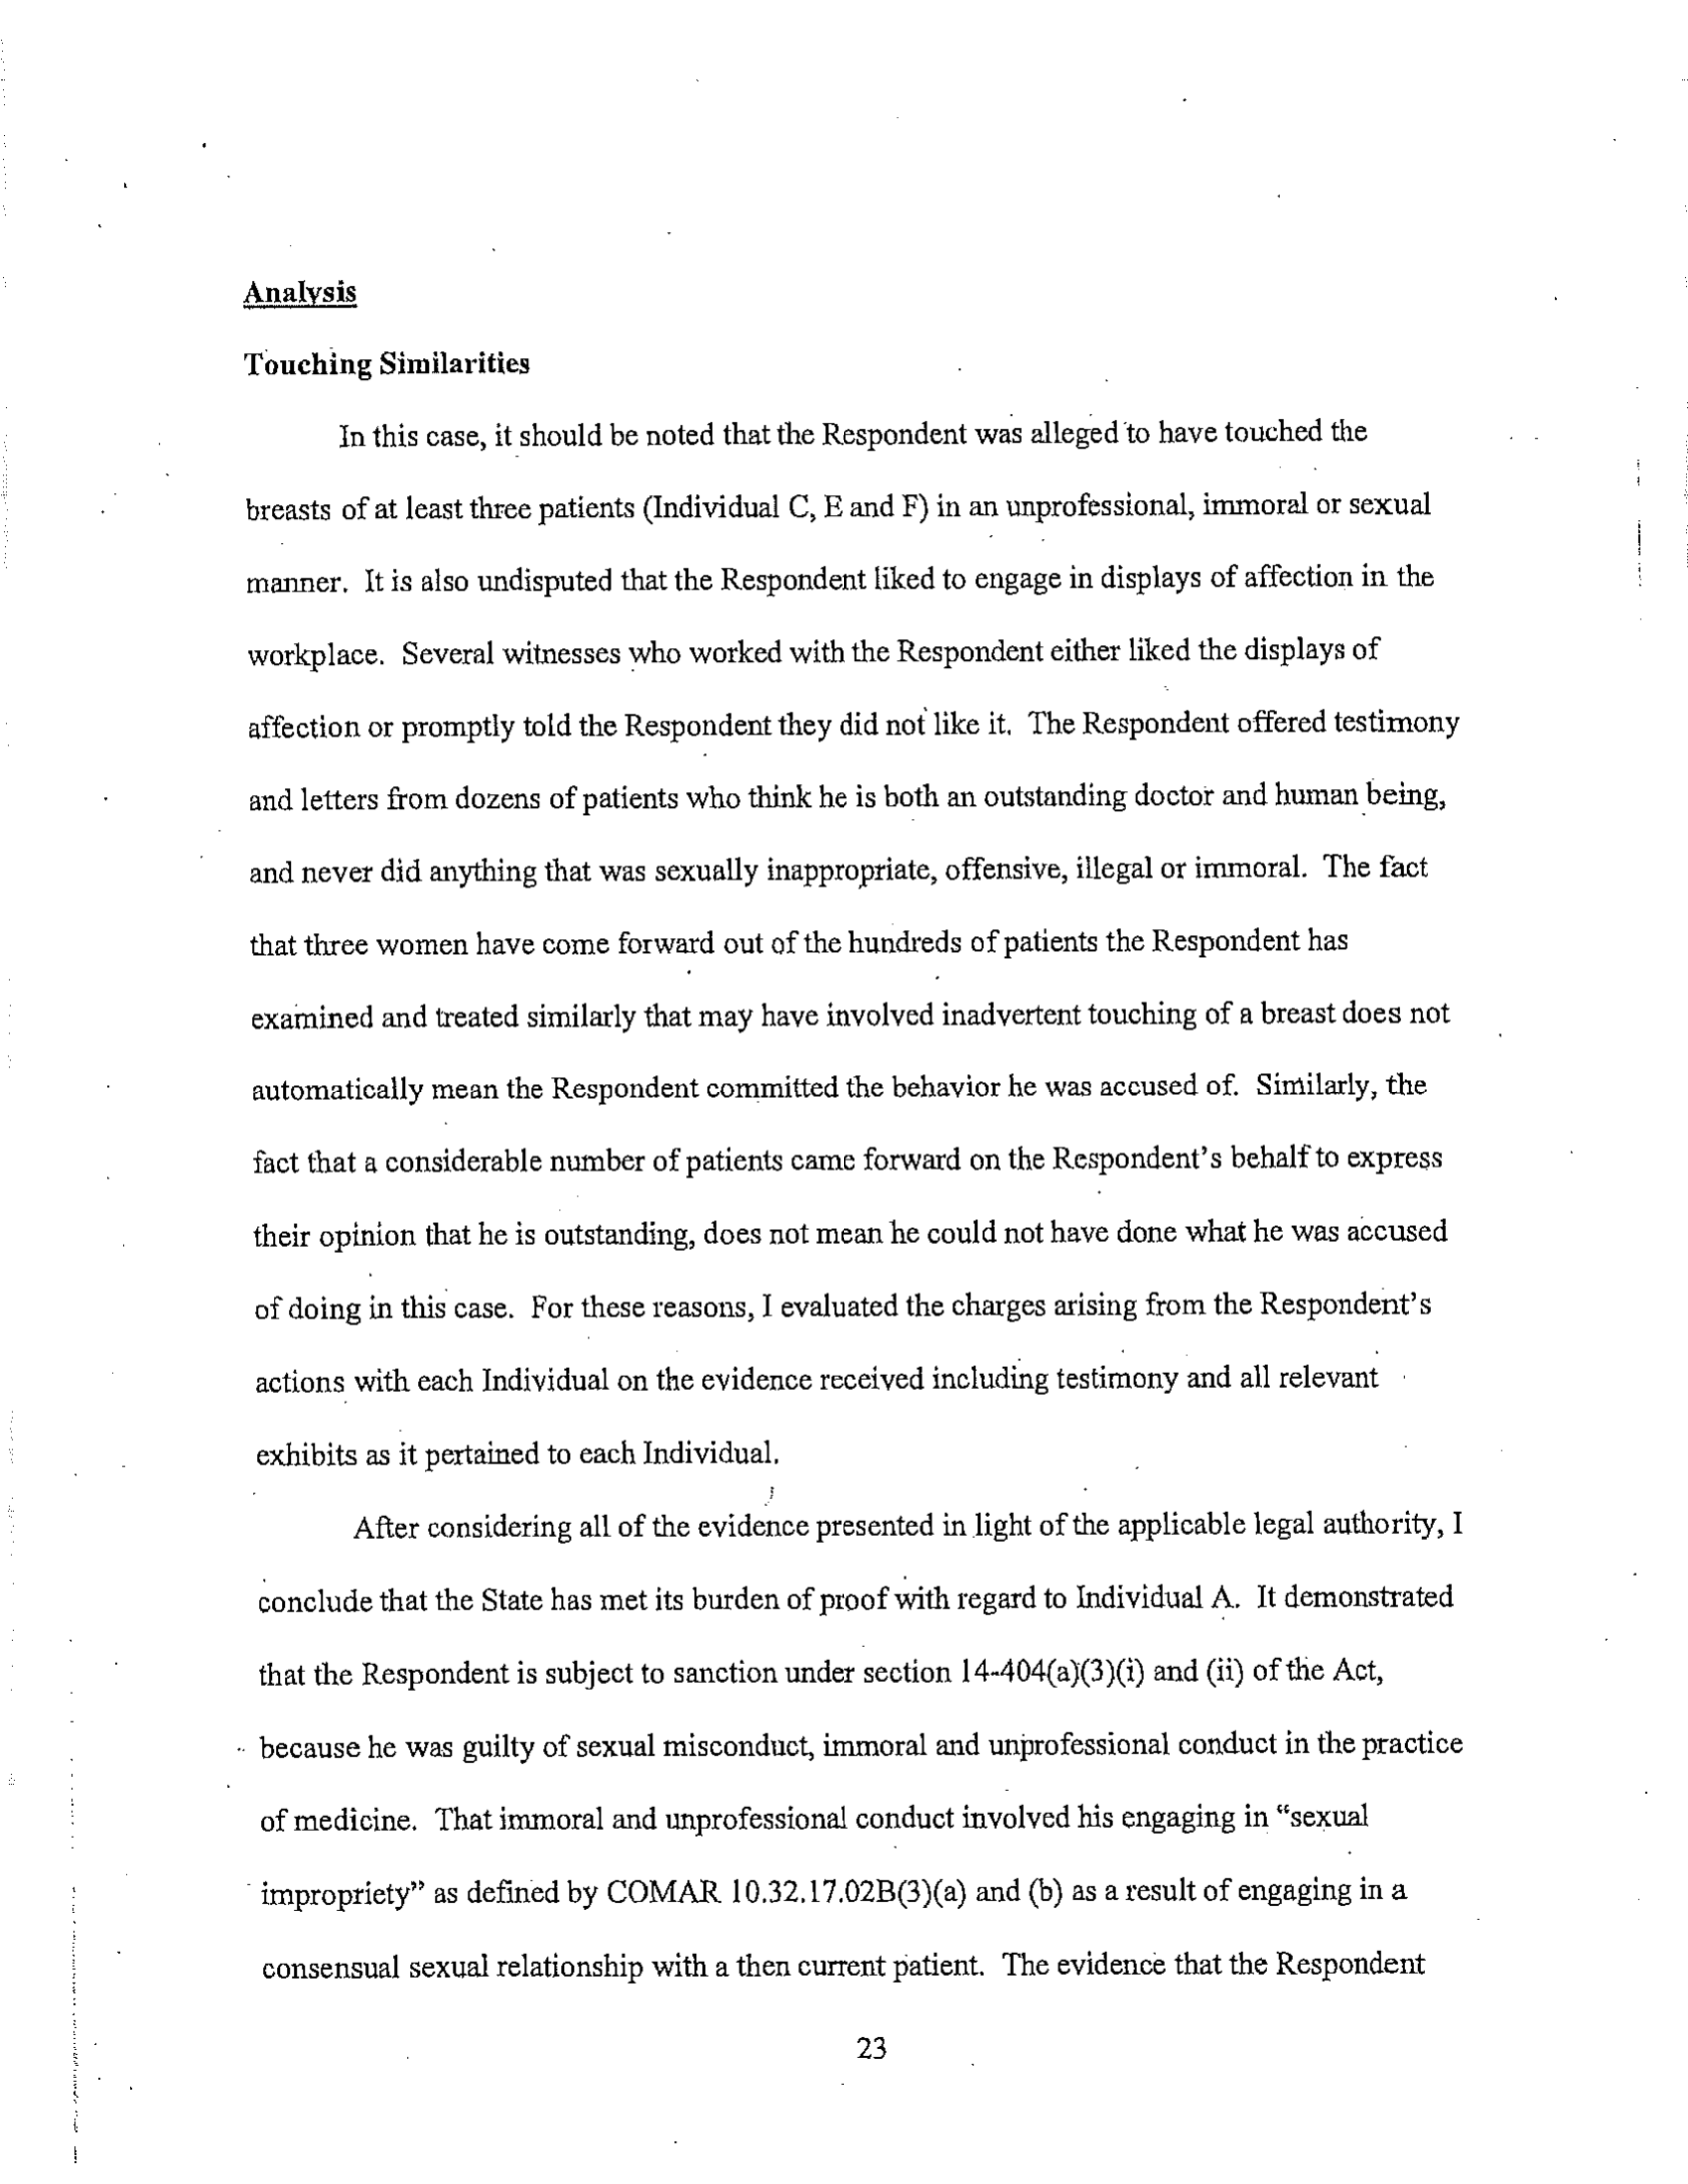 Analysis
Touching Similarities
In this case, it should be noted that the Respondent was alleged to have touched the
breasts of at least three patients (Individual C, E and F) in an unprofessional, immoral or sexual
manner. It is also undisputed that the Respondent liked to engage in displays of affection in the
workplace. Several witnesses who worked with the Respondent either liked the displays of
affection or promptly told the Respondent they did not like it. The Respondent offered testimony
and letters from dozens of patients who think he is both an outstanding doctor and human being,
and never did anything that was sexually inappropriate, offensive, illegal or immoral. The fact
that three women have come forward out of the hundreds of patients the Respondent has
examined and treated similarly that may have involved inadvertent touching of a breast does not
automatically mean the Respondent committed the behavior he was accused of. Similarly, the
fact that a considerable number of patients came forward on the Respondent's behalf to express
their opinion that he is outstanding, does not mean he could not have done what he was accused
of doing in this case. For these reasons, I evaluated the charges arising from the Respondent's
actions with each Individual on the evidence received including testimony and all relevant
exhibits as it pertained to each Individual.
After considering all of the evidence presented in light of the applicable legal authority, I
conclude that the State has met its burden of proof with regard to Individual A. It demonstrated
that the Respondent is subject to sanction under section 14-404(a)(3)(i) and (ii) of the Act,
because he was guilty of sexual misconduct, immoral and unprofessional conduct in the practice
of medicine. That immoral and unprofessional conduct involved his engaging in "sexual
impropriety" as defined by COMAR 10.32.17.02B(3)(a) and (b) as a result of engaging in a
consensual sexual relationship with a then current patient. The evidence that the Respondent
23